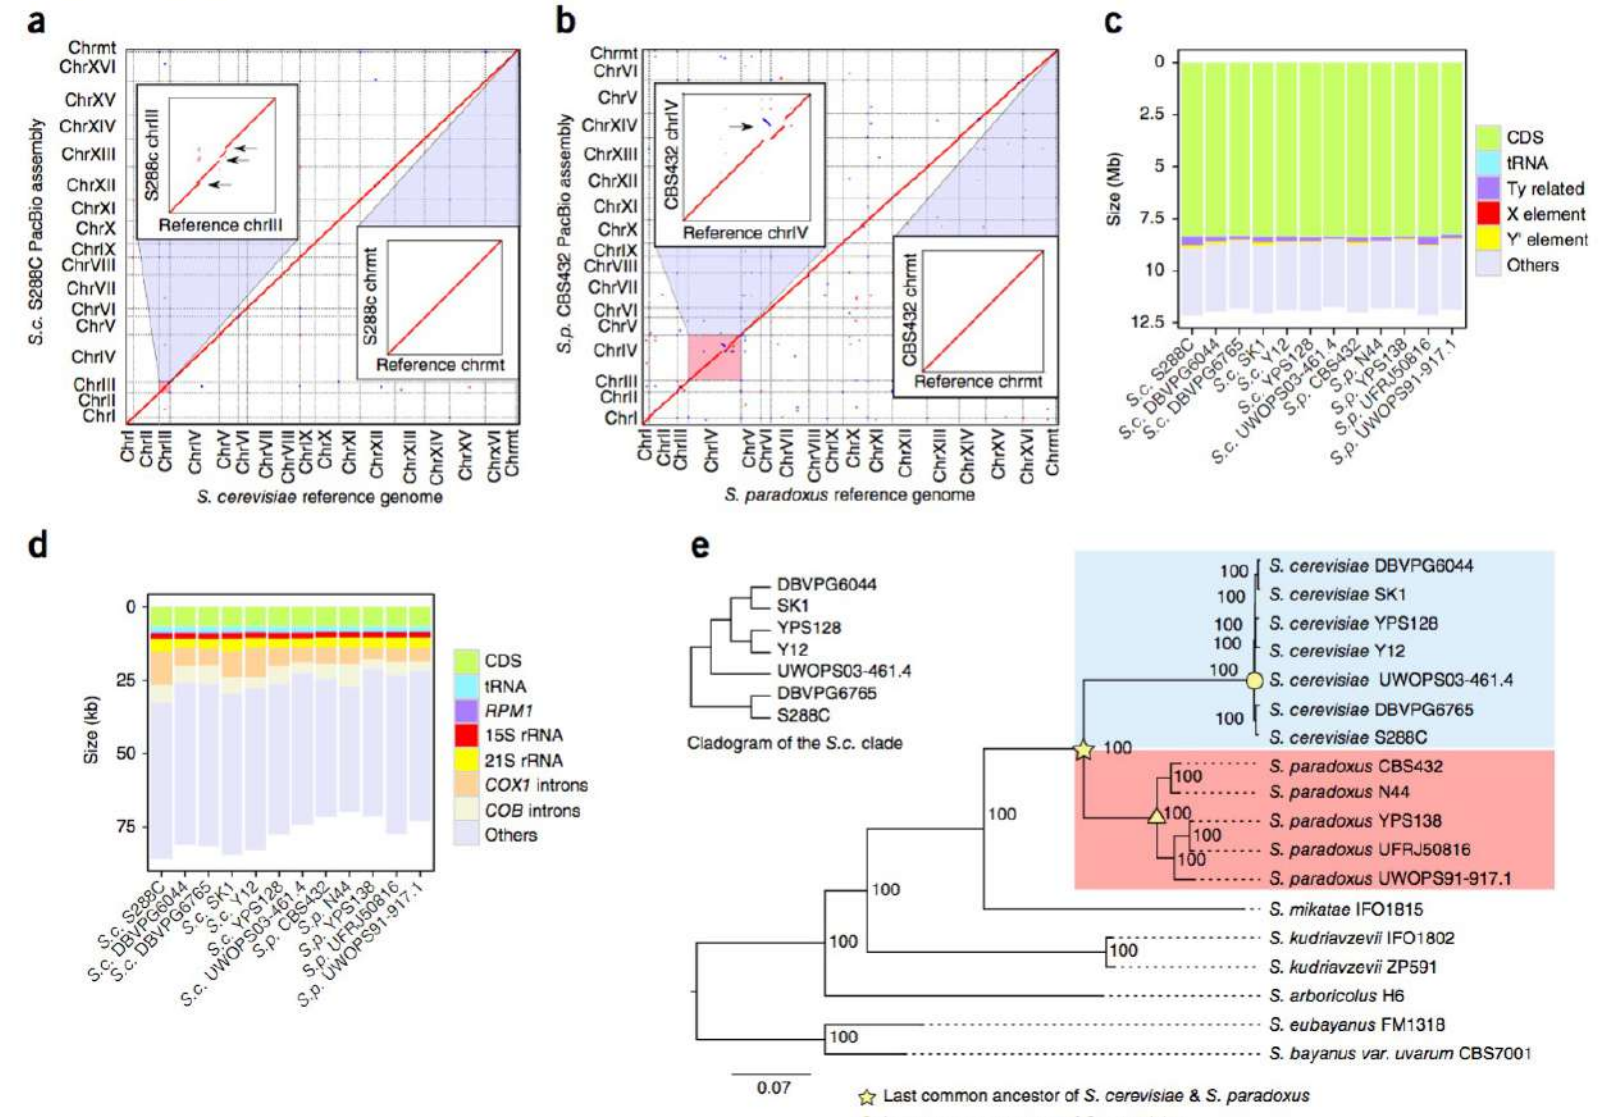 a
S.c. S288C PacBio assembly
Chrmt
ChrXVI
ChrXV
ChrXIV
ChrXIII
ChrXII
ChrXI
ChrX
ChrIX
ChrVIII
ChrVII
ChrVI
ChrV
ChrIV
ChrIII
ChrII
ChrI
S288c chrIII
Reference chrIII
S288c chrmt
Reference chrmt
ChrI
ChrII
ChrIII
ChrIV
ChrV
ChrVI
ChrVII
ChrVIII
ChrIX
ChrX
ChrXI
ChrXII
ChrXIII
ChrXIV
ChrXV
ChrXVI
Chrmt
S. cerevisiae reference genome
b
S.p. CBS432 PacBio assembly
Chrmt
ChrVI
ChrV
ChrXIV
ChrXIII
ChrXII
ChrXI
ChrX
ChrIX
ChrVIII
ChrVII
ChrVI
ChrV
ChrIV
ChrIII
ChrII
ChrI
CBS432 chrIV
Reference chrIV
CBS432 chrmt
Reference chrmt
ChrI
ChrII
ChrIII
ChrIV
ChrV
ChrVI
ChrVII
ChrVIII
ChrIX
ChrX
ChrXI
ChrXII
ChrXIII
ChrXIV
ChrXV
ChrXVI
Chrmt
S. paradoxus reference genome
c
Size (Mb)
0
2.5
5
7.5
10
12.5
S.c. S288C
S.c. DBVPG6044
S.c. DBVPG6765
S.c. SK1
S.c. Y12
S.c. YPS128
S.c. UWOPS03-461.4
S.p. CBS432
S.p. N44
S.p. YPS138
S.p. UFRJ50816
S.p. UWOPS91-917.1
CDS
tRNA
Ty related
X element
Y' element
Others
d
Size (kb)
0
25
50
75
S.c. S288C
S.c. DBVPG6044
S.c. DBVPG6765
S.c. SK1
S.c. Y12
S.c. YPS128
S.c. UWOPS03-461.4
S.p. CBS432
S.p. N44
S.p. YPS138
S.p. UFRJ50816
S.p. UWOPS91-917.1
CDS
tRNA
RPM1
15S rRNA
21S rRNA
COX1 introns
COB introns
Others
e
DBVPG6044
SK1
YPS128
Y12
UWOPS03-461.4
DBVPG6765
S288C
Cladogram of the S.c. clade
100 S. cerevisiae DBVPG6044
100 S. cerevisiae SK1
100 S. cerevisiae YPS128
100 S. cerevisiae Y12
100 S. cerevisiae UWOPS03-461.4
S. cerevisiae DBVPG6765
100
S. cerevisiae S288C
100
S. paradoxus CBS432
100
S. paradoxus N44
100
S. paradoxus YPS138
100
S. paradoxus UFRJ50816
100
S. paradoxus UWOPS91-917.1
100
S. mikatae IFO1815
100
S. kudriavzevii IFO1802
100
S. kudriavzevii ZP591
100
S. arboricolus H6
S. eubayanus FM1318
100
S. bayanus var. uvarum CBS7001
0.07
Last common ancestor of S. cerevisiae & S. paradoxus